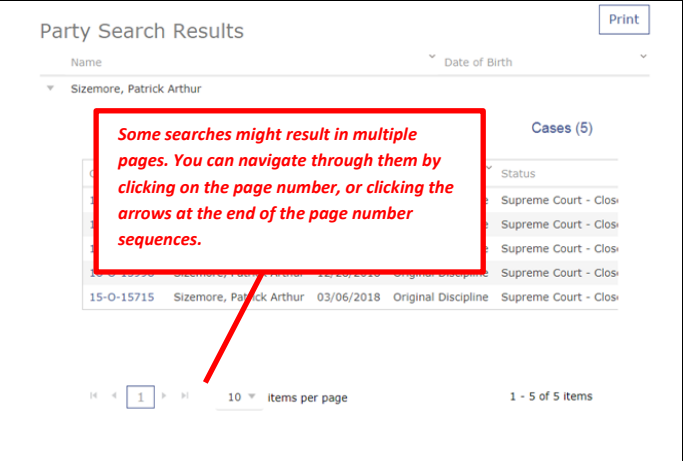 Print
Party Search Results
Name Date of Birth
Sizemore, Patrick Arthur
Cases (5)
Some searches might result in multiple
pages. You can navigate through them by
clicking on the page number, or clicking the
arrows at the end of the page number
sequences.
Status
Supreme Court - Clos
Supreme Court - Clos
Supreme Court - Clos
Supreme Court - Clos
15-O-15715 Sizemore, Patrick Arthur 03/06/2018 Original Discipline Supreme Court - Clos
1 10 items per page 1 - 5 of 5 items